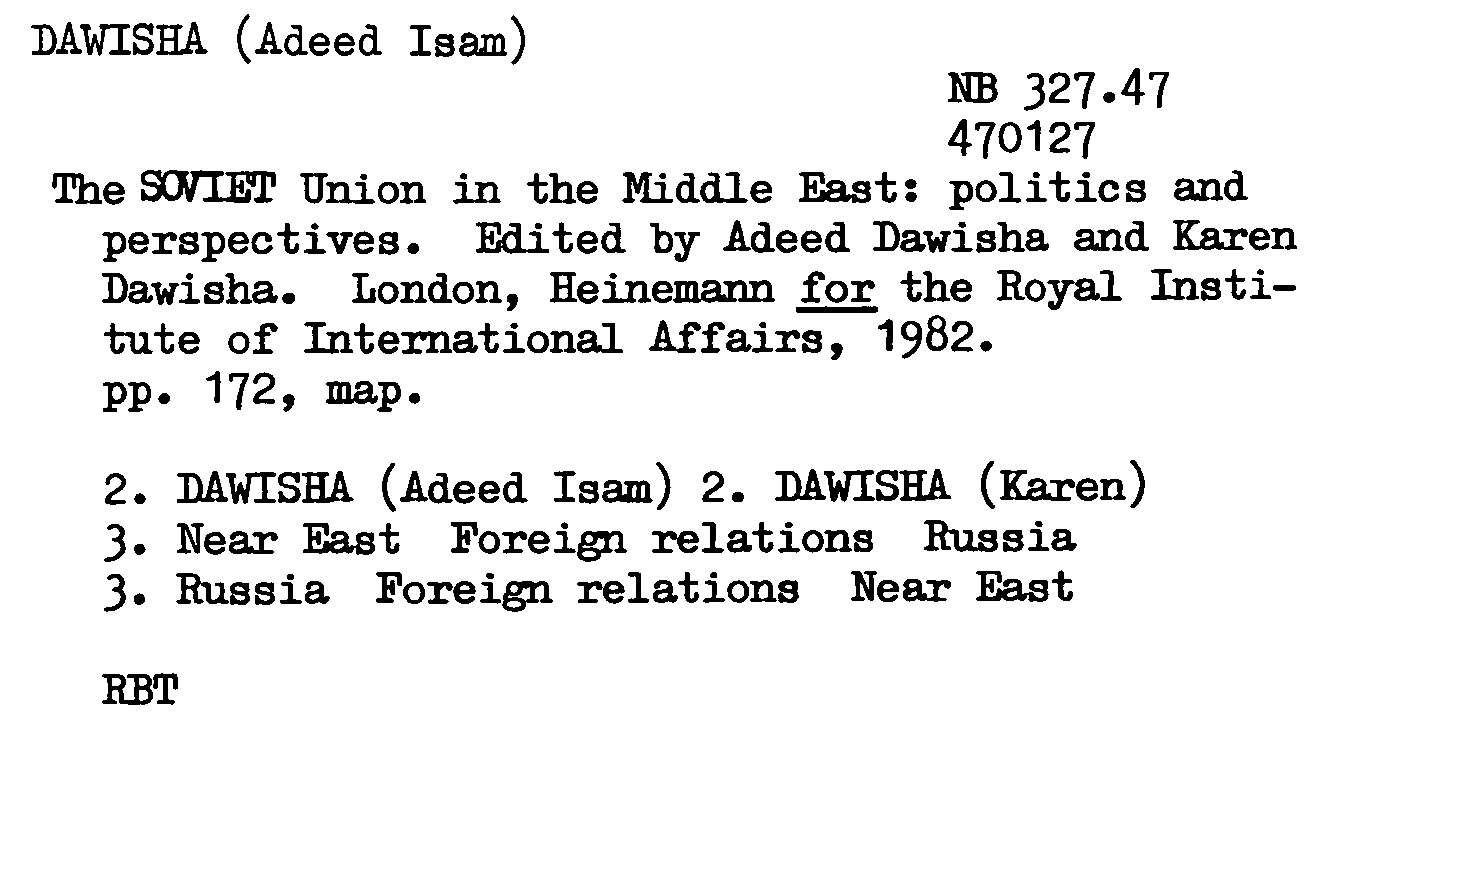 DAWISHA (Adeed Isam)
NB 327.47
470127
The SOVIET Union in the Middle East: politics and
perspectives. Edited by Adeed Dawisha and Karen
Dawisha. London, Heinemann for the Royal Insti-
tute of International Affairs, 1982.
pp. 172, map.
2. DAWISHA (Adeed Isam) 2. DAWISHA (Karen)
3. Near East Foreign relations Russia
3. Russia Foreign relations Near East
RBT